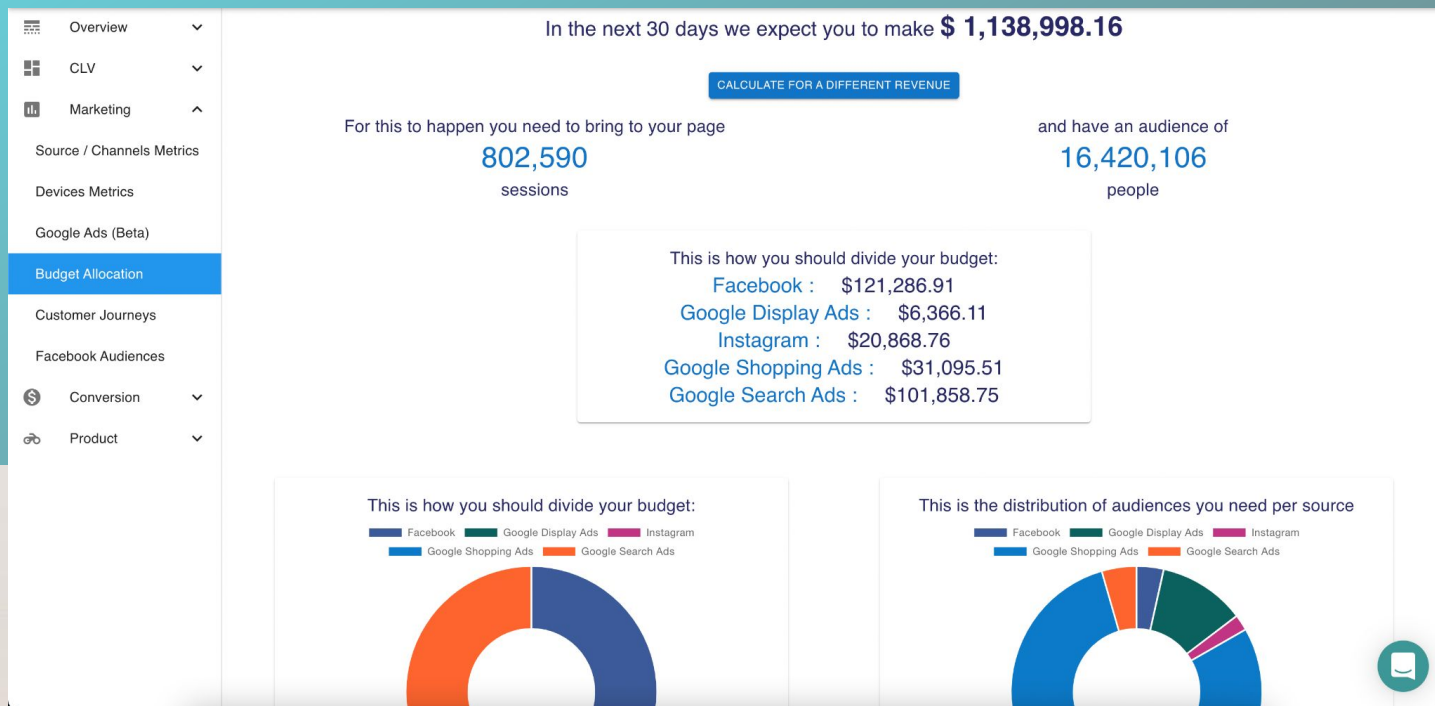 Overview
CLV
Marketing
Source / Channels Metrics
Devices Metrics
Google Ads (Beta)
Budget Allocation
Customer Journeys
Facebook Audiences
Conversion
Product
In the next 30 days we expect you to make $ 1,138,998.16
CALCULATE FOR A DIFFERENT REVENUE
For this to happen you need to bring to your page
802,590
sessions
and have an audience of
16,420,106
people
This is how you should divide your budget:
Facebook : $121,286.91
Google Display Ads : $6,366.11
Instagram : $20,868.76
Google Shopping Ads : $31,095.51
Google Search Ads : $101,858.75
This is how you should divide your budget:
Facebook Google Display Ads Instagram
Google Shopping Ads Google Search Ads
This is the distribution of audiences you need per source
Facebook Google Display Ads Instagram
Google Shopping Ads Google Search Ads